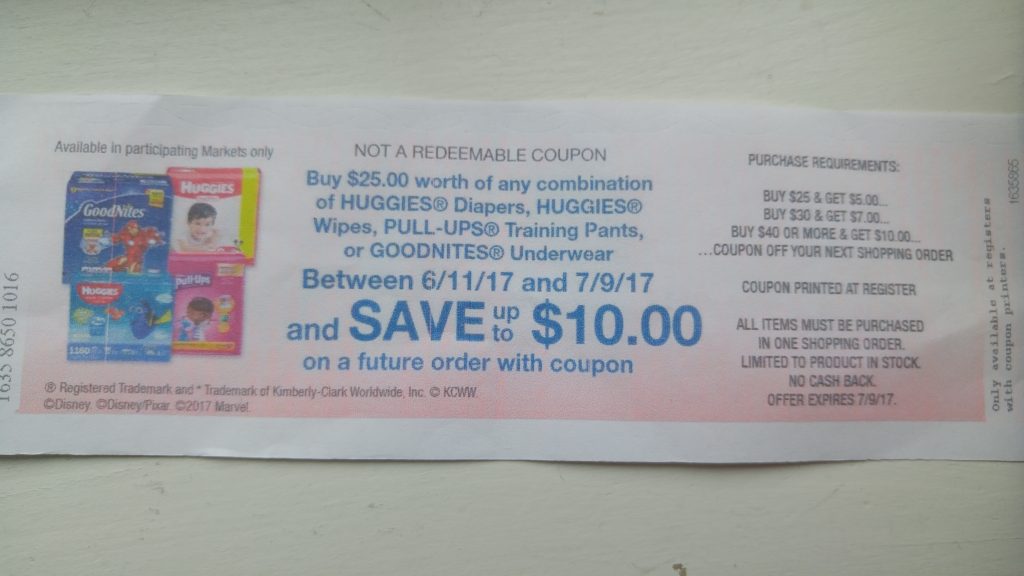 Available in participating Markets only
GoodNites
HUGGIES
HUGGIES
Pull-Ups
1180
® Registered Trademark and * Trademark of Kimberly-Clark Worldwide, Inc. © KCWW.
©Disney. ©Disney/Pixar. ©2017 Marvel.
NOT A REDEEMABLE COUPON
Buy $25.00 worth of any combination
of HUGGIES® Diapers, HUGGIES®
Wipes, PULL-UPS® Training Pants,
or GOODNITES® Underwear
Between 6/11/17 and 7/9/17
and SAVE up to $10.00
on a future order with coupon
PURCHASE REQUIREMENTS:
BUY $25 & GET $5.00...
BUY $30 & GET $7.00...
BUY $40 OR MORE & GET $10.00...
...COUPON OFF YOUR NEXT SHOPPING ORDER
COUPON PRINTED AT REGISTER
ALL ITEMS MUST BE PURCHASED
IN ONE SHOPPING ORDER.
LIMITED TO PRODUCT IN STOCK.
NO CASH BACK.
OFFER EXPIRES 7/9/17.
1635 8650 1016
Only available at registers
with coupon printers.
1635865